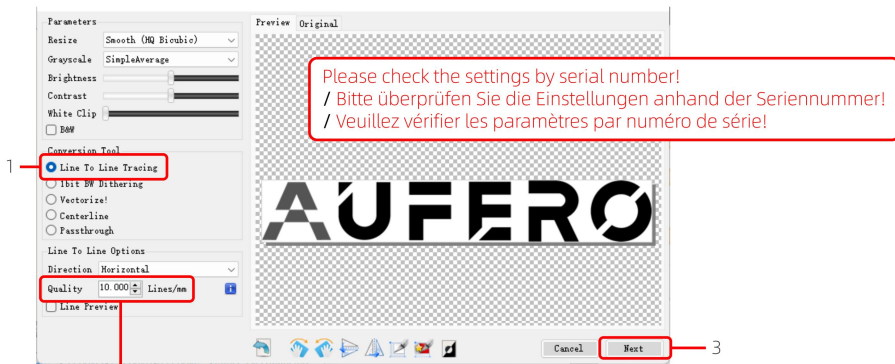 Parameters
Resize Smooth (HQ Bicubic)
Grayscale SimpleAverage
Brightness
Contrast
White Clip
B&W
Conversion Tool
1
Line To Line Tracing
1bit BW Dithering
Vectorize!
Centerline
Passthrough
Line To Line Options
Direction Horizontal
Quality 10.000 Lines/mm
Line Preview
Preview Original
Please check the settings by serial number!
/ Bitte überprüfen Sie die Einstellungen anhand der Seriennummer!
/ Veuillez vérifier les paramètres par numéro de série!
AUFERO
Cancel Next
3